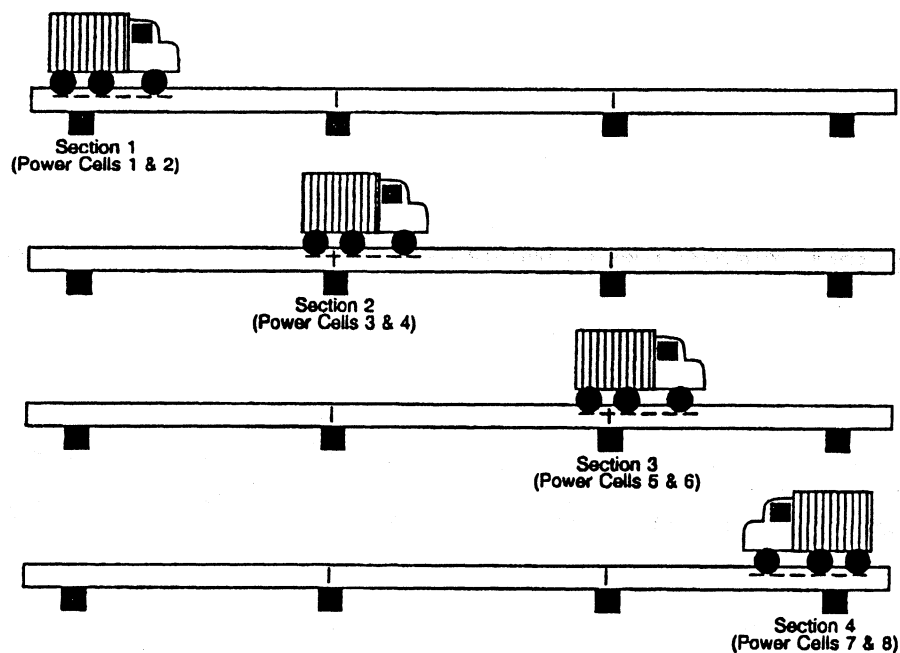 Section 1
(Power Cells 1 & 2)
Section 2
(Power Cells 3 & 4)
Section 3
(Power Cells 5 & 6)
Section 4
(Power Cells 7 & 8)